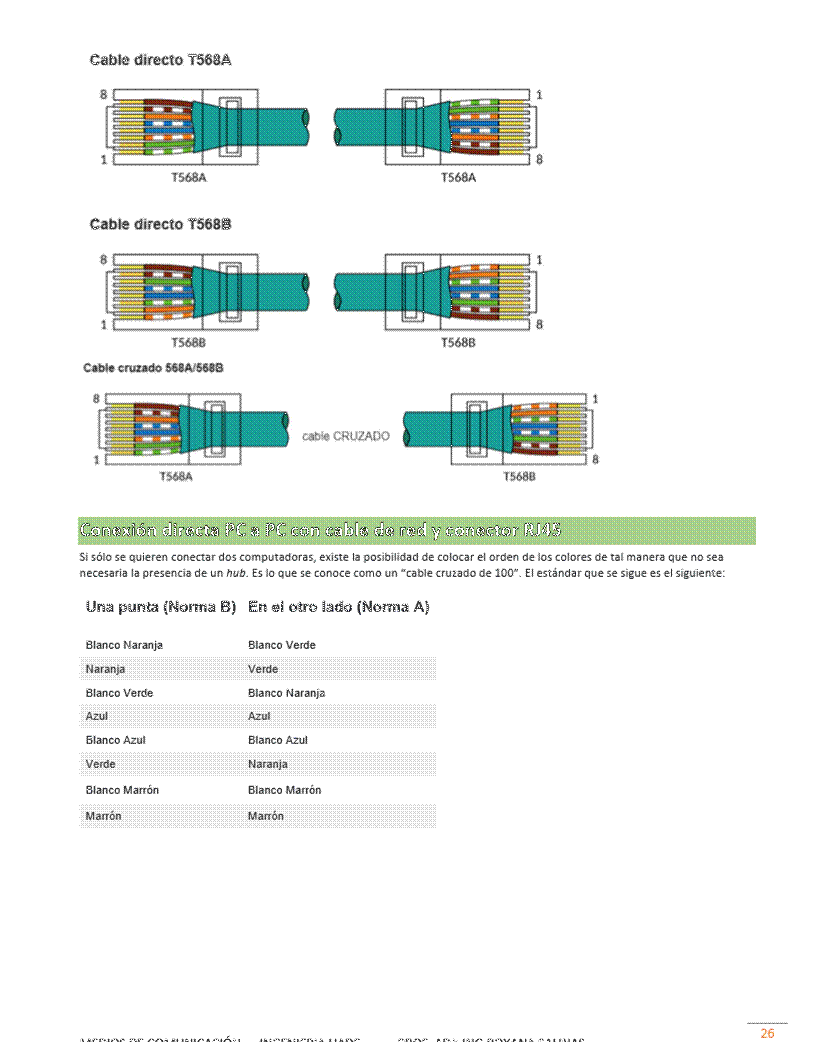 Cable directo T568A
8 1
1 8
T568A T568A
Cable directo T568B
8 1
1 8
T568B T568B
Cable cruzado 568A/568B
8 1
cable CRUZADO
1 8
T568A T568B
Conexión directa PC a PC con cable de red y conector RJ45
Si sólo se quieren conectar dos computadoras, existe la posibilidad de colocar el orden de los colores de tal manera que no sea
necesaria la presencia de un hub. Es lo que se conoce como un “cable cruzado de 100”. El estándar que se sigue es el siguiente:
Una punta (Norma B) En el otro lado (Norma A)
Blanco Naranja Blanco Verde
Naranja Verde
Blanco Verde Blanco Naranja
Azul Azul
Blanco Azul Blanco Azul
Verde Naranja
Blanco Marrón Blanco Marrón
Marrón Marrón
26
MEDIOS DE COMUNICACIÓN